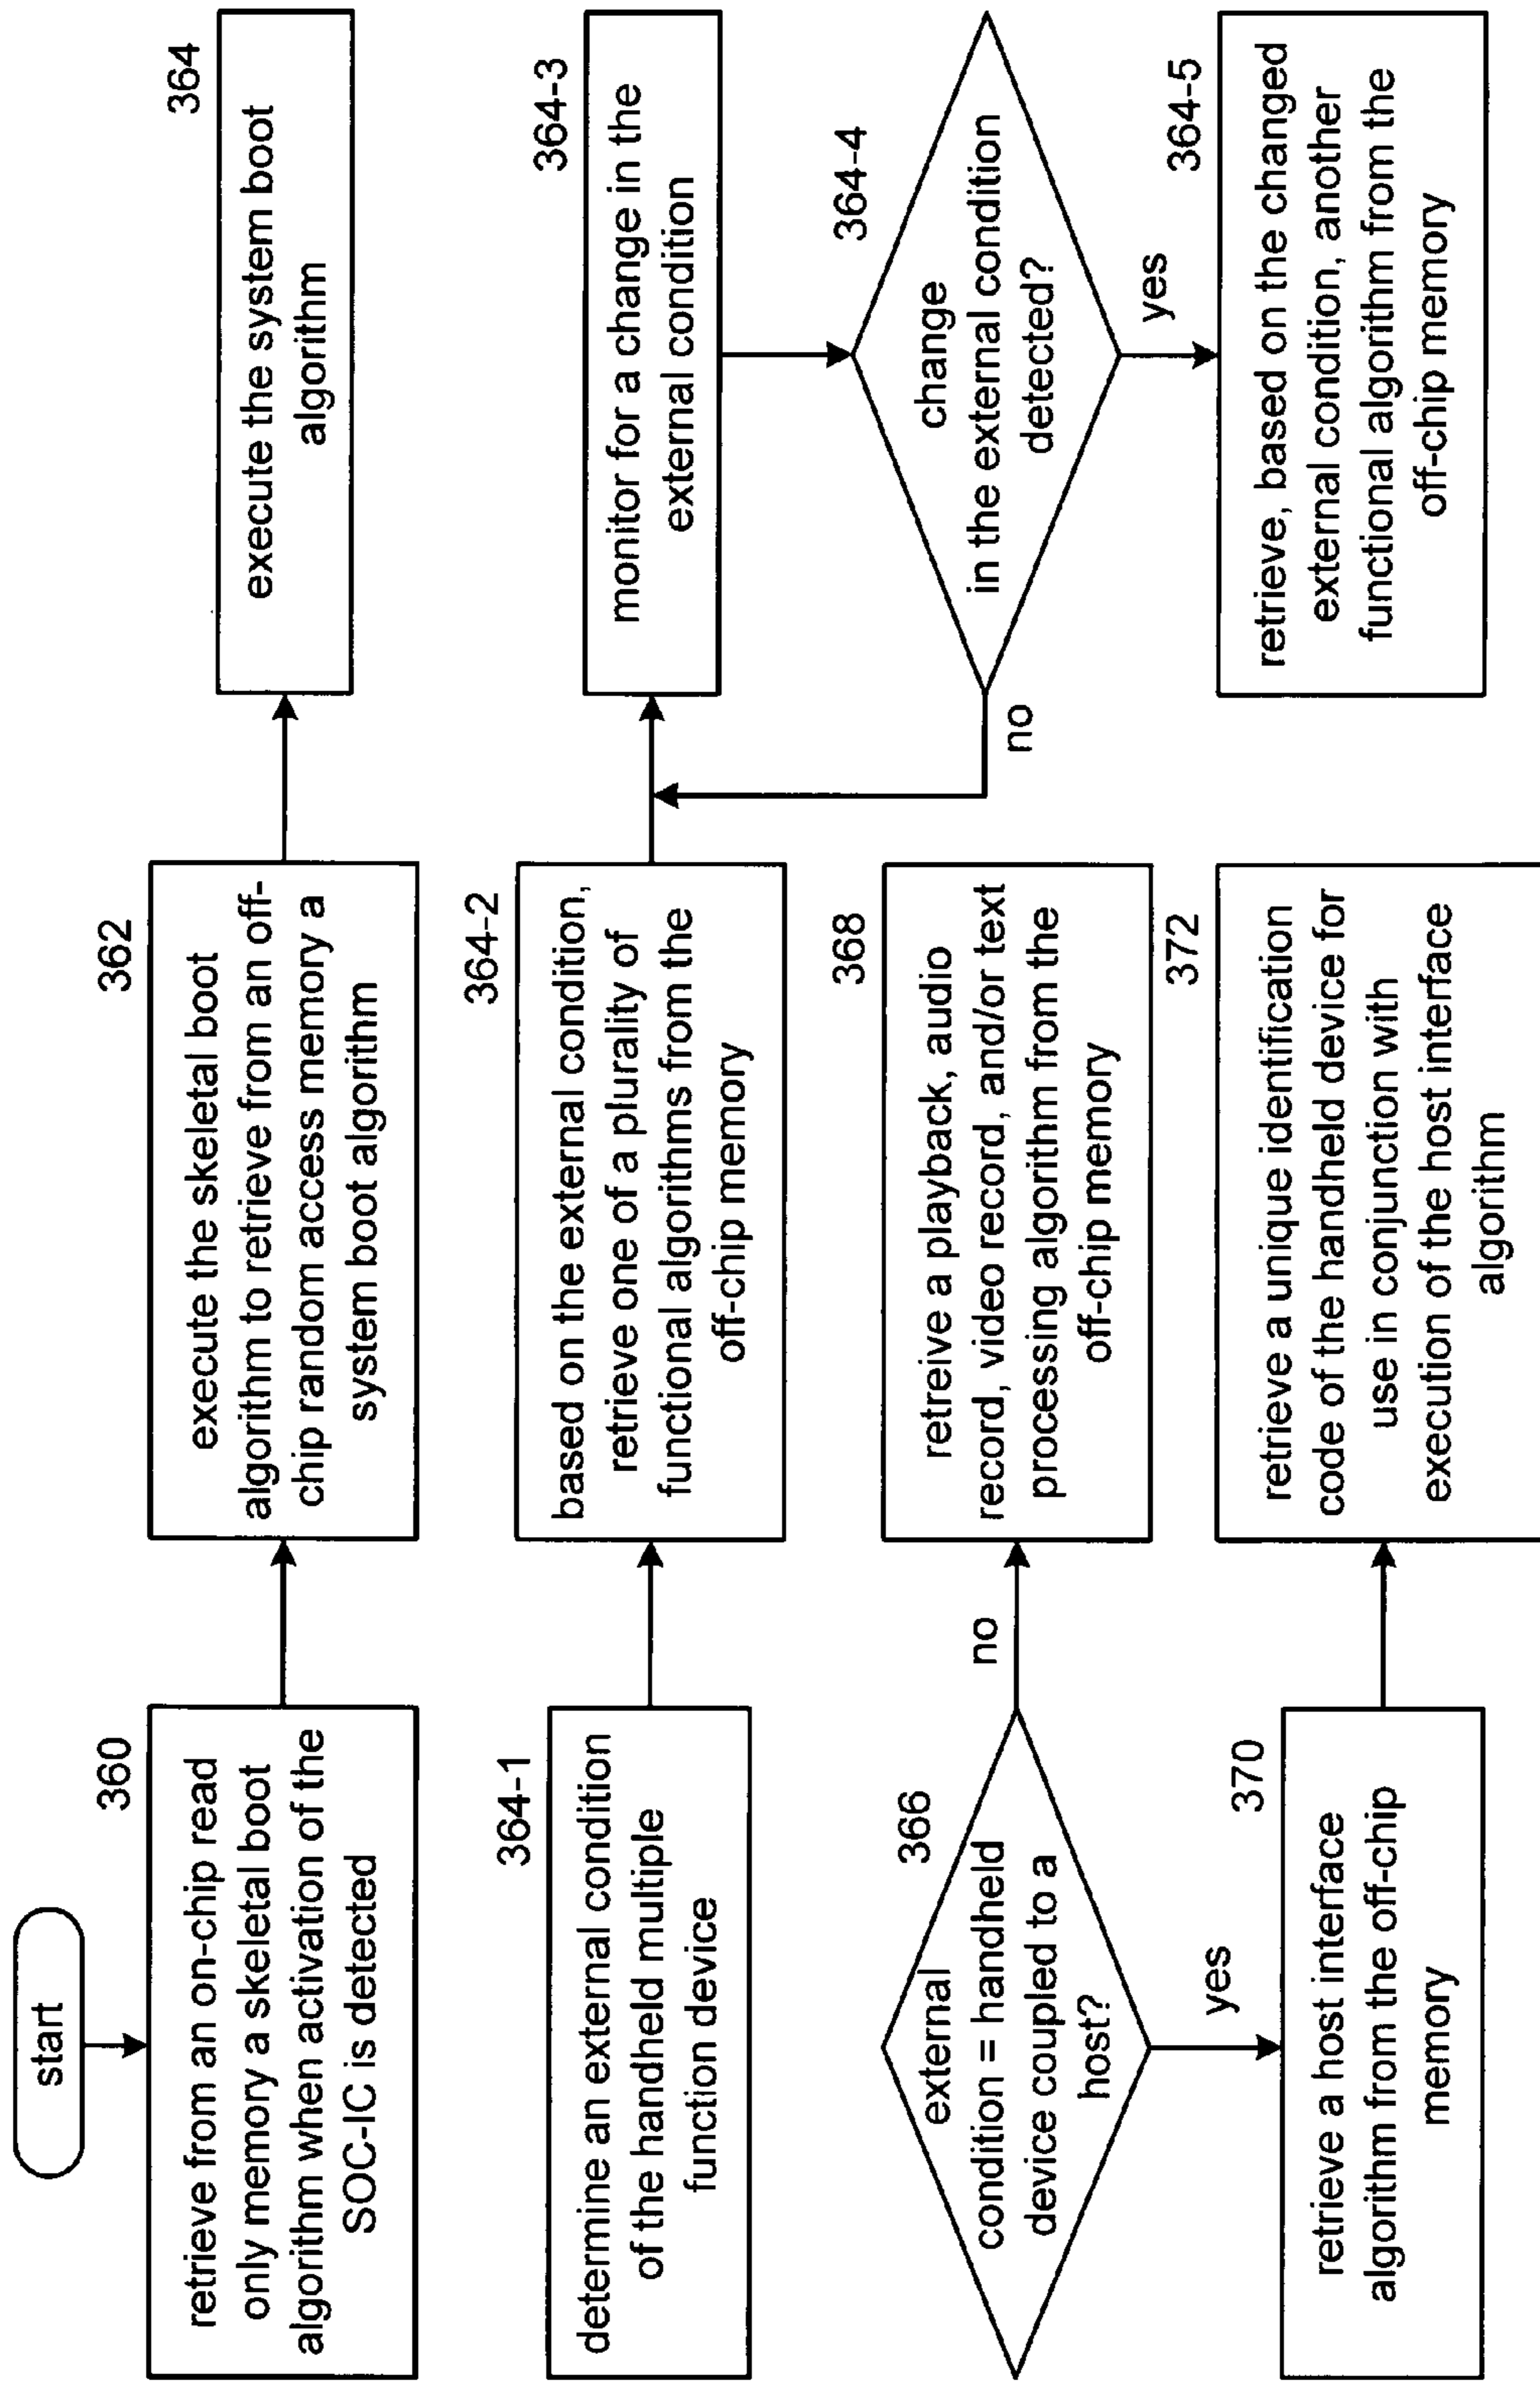 start
360
retrieve from an on-chip read
only memory a skeletal boot
algorithm when activation of the
SOC-IC is detected
362
execute the skeletal boot
algorithm to retrieve from an off-
chip random access memory a
system boot algorithm
364
execute the system boot
algorithm
364-1
determine an external condition
of the handheld multiple
function device
364-2
based on the external condition,
retrieve one of a plurality of
functional algorithms from the
off-chip memory
364-3
monitor for a change in the
external condition
364-4
change
in the external condition
detected?
no
yes
364-5
retrieve, based on the changed
external condition, another
functional algorithm from the
off-chip memory
366
external
condition = handheld
device coupled to a
host?
no
yes
368
retreive a playback, audio
record, video record, and/or text
processing algorithm from the
off-chip memory
370
retrieve a host interface
algorithm from the off-chip
memory
372
retrieve a unique identification
code of the handheld device for
use in conjunction with
execution of the host interface
algorithm